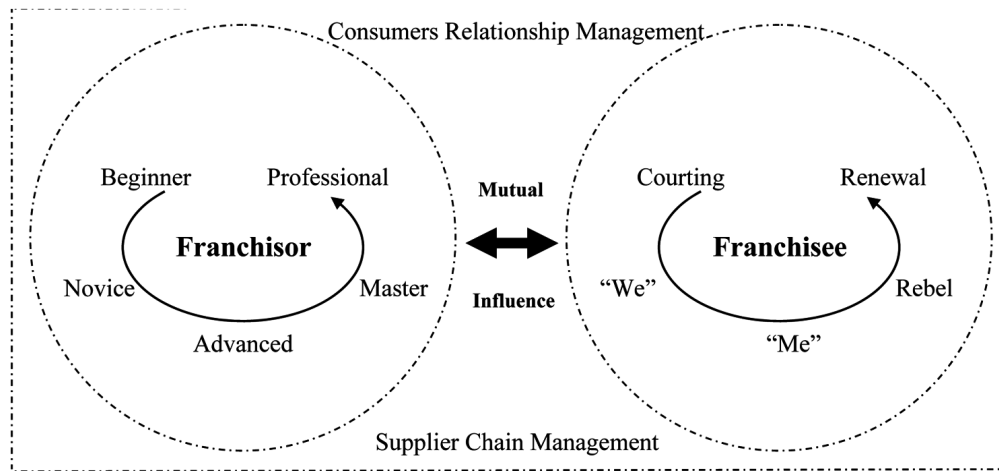 Consumers Relationship Management
Beginner
Professional
Franchisor
Novice
Master
Advanced
Mutual
Influence
Courting
Renewal
Franchisee
“We”
Rebel
“Me”
Supplier Chain Management